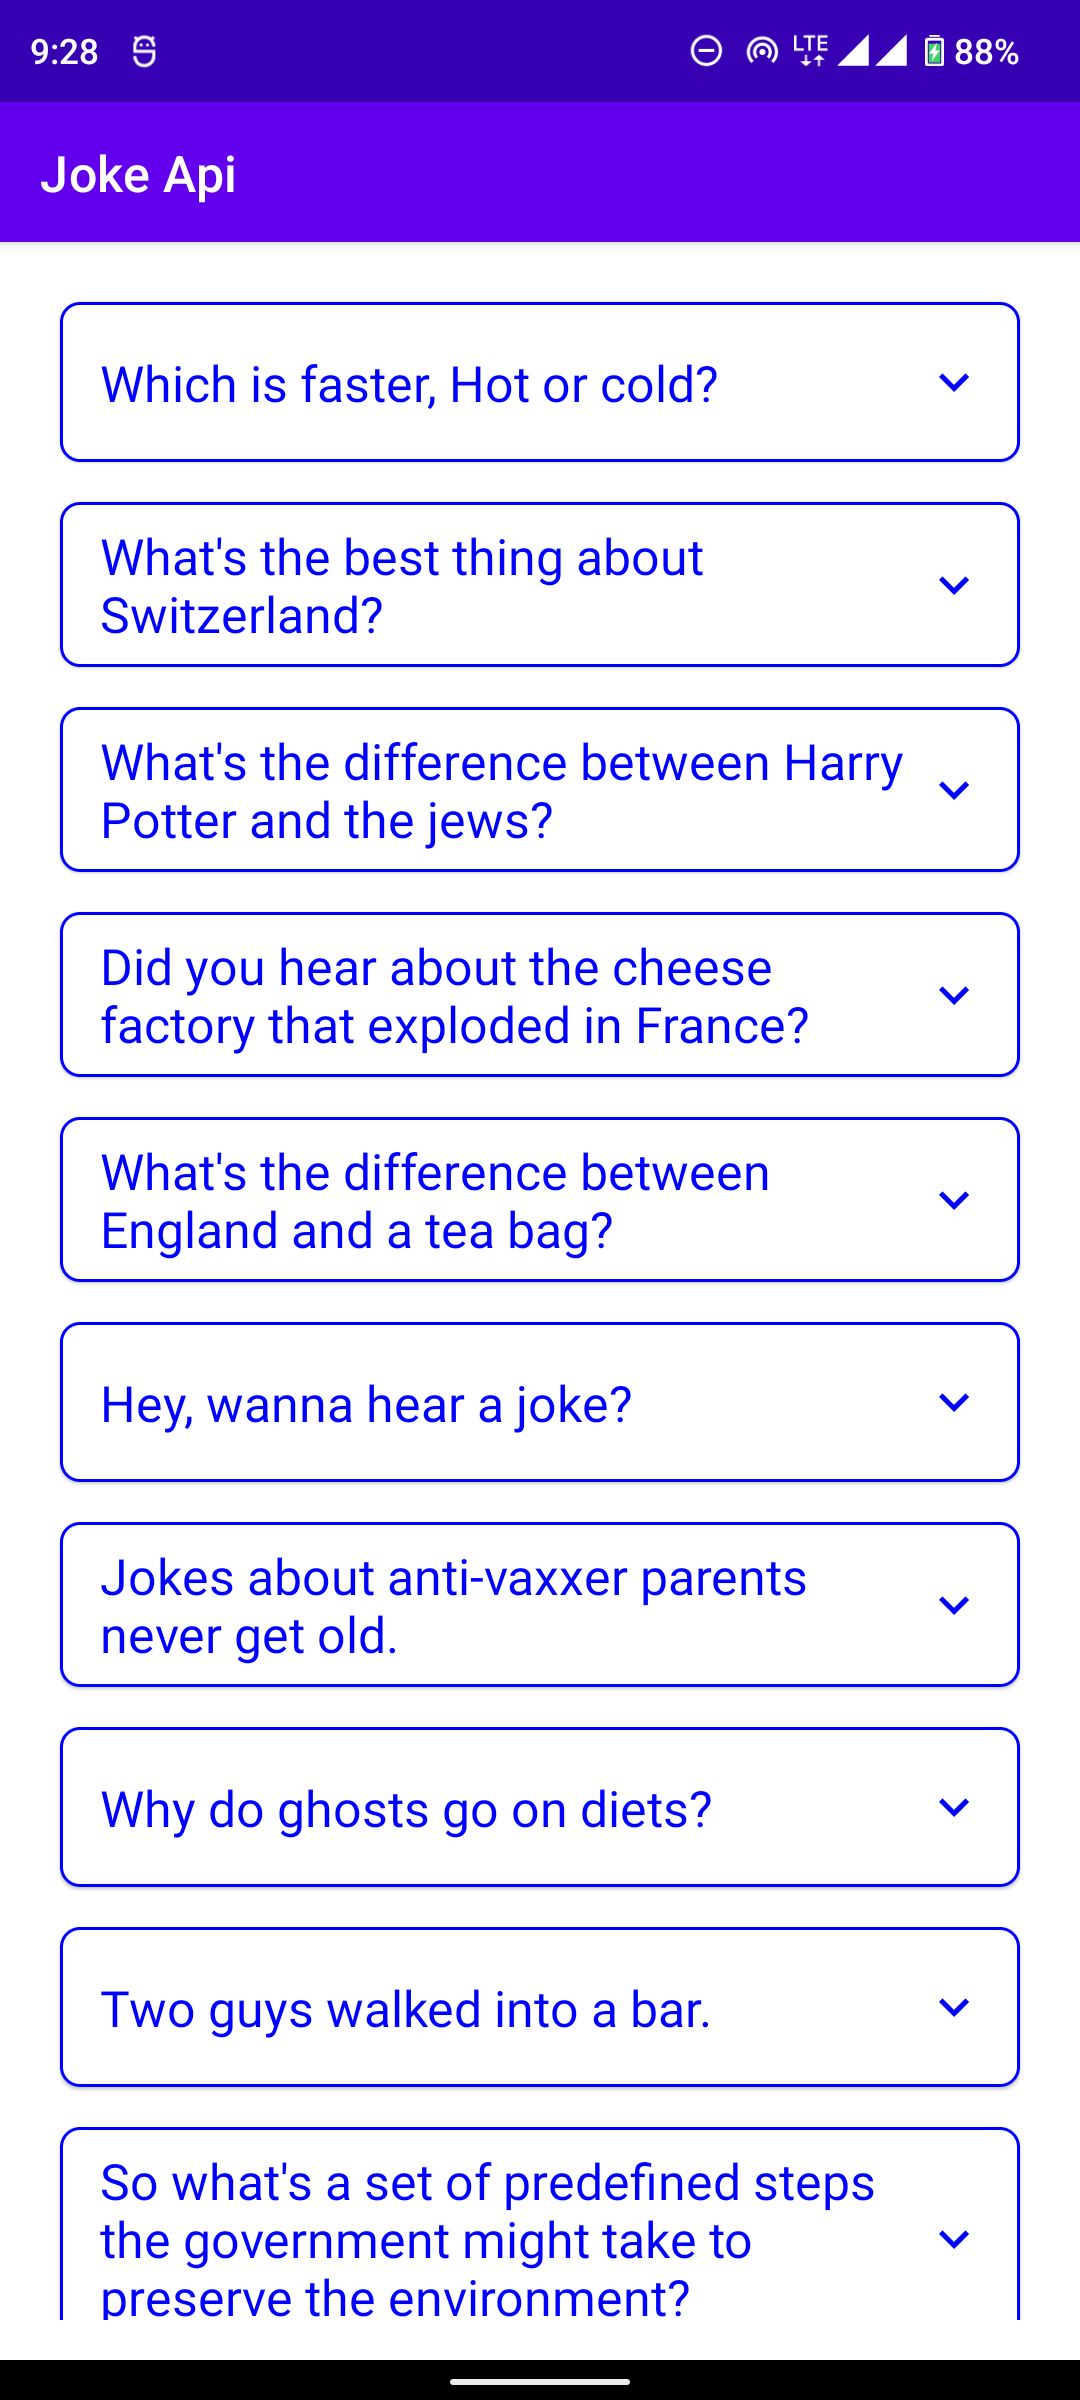 9:28
LTE
88%
Joke Api
Which is faster, Hot or cold?
What's the best thing about
Switzerland?
What's the difference between Harry
Potter and the jews?
Did you hear about the cheese
factory that exploded in France?
What's the difference between
England and a tea bag?
Hey, wanna hear a joke?
Jokes about anti-vaxxer parents
never get old.
Why do ghosts go on diets?
Two guys walked into a bar.
So what's a set of predefined steps
the government might take to
preserve the environment?